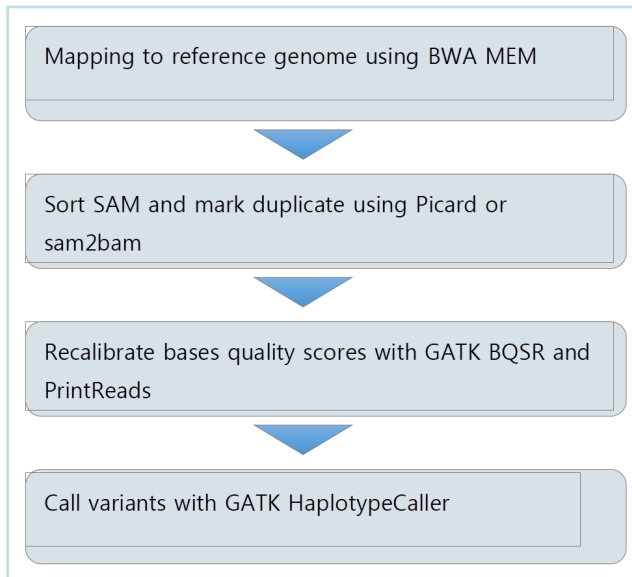 Mapping to reference genome using BWA MEM
Sort SAM and mark duplicate using Picard or
sam2bam
Recalibrate bases quality scores with GATK BQSR and
PrintReads
Call variants with GATK HaplotypeCaller